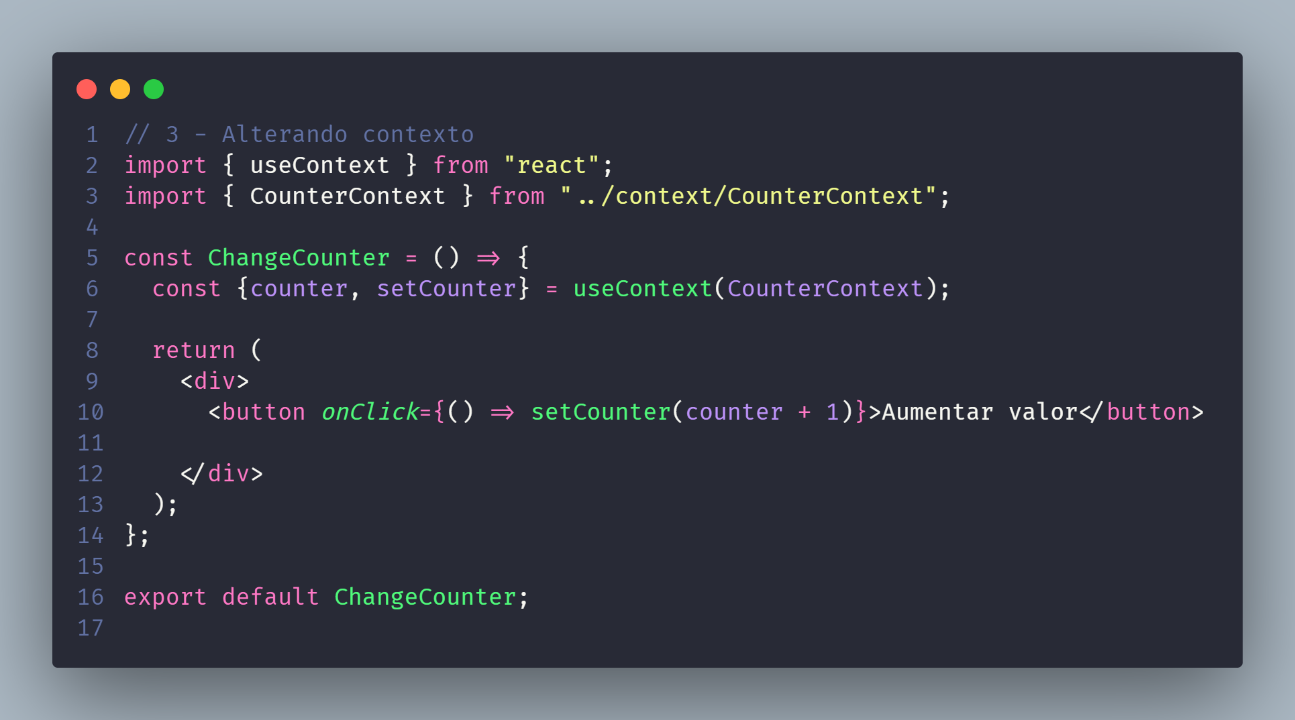 1 // 3 - Alterando contexto
2 import { useContext } from "react";
3 import { CounterContext } from "../context/CounterContext";
4
5 const ChangeCounter = () => {
6   const {counter, setCounter} = useContext(CounterContext);
7
8   return (
9     <div>
10       <button onClick={() => setCounter(counter + 1)}>Aumentar valor</button>
11
12     </div>
13   );
14 };
15
16 export default ChangeCounter;
17